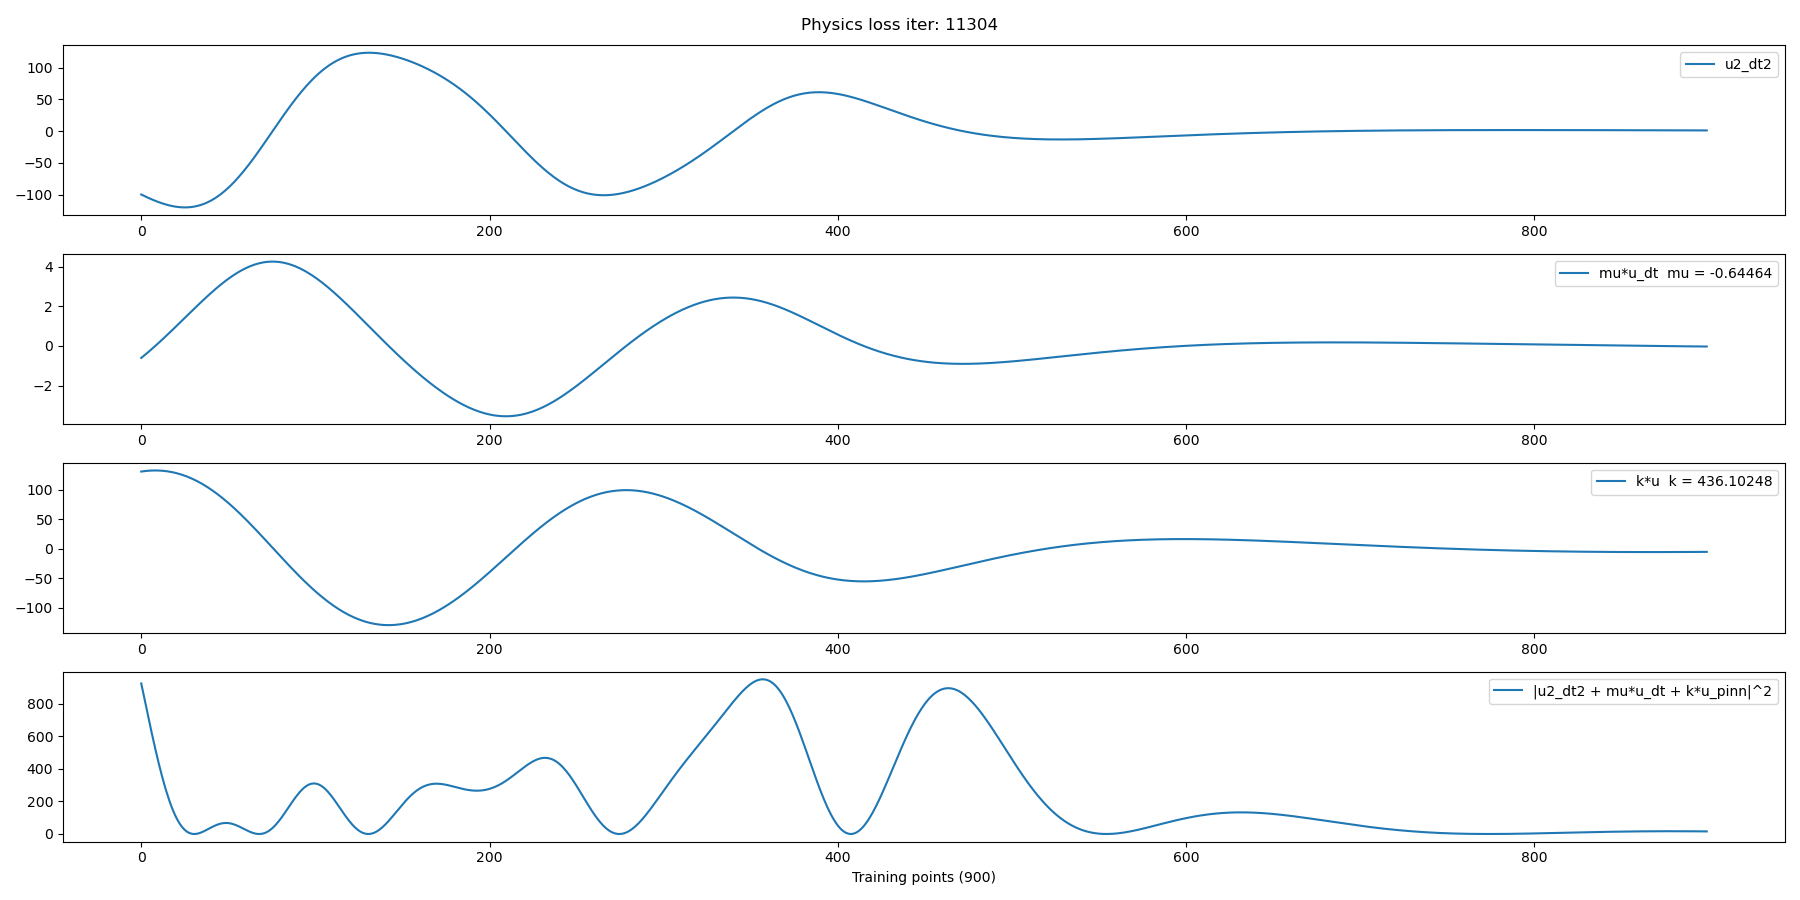 Physics loss iter: 11304
u2_dt2
100
50
0
−50
−100
0 200 400 600 800
mu*u_dt mu = -0.64464
4
2
0
−2
0 200 400 600 800
k*u k = 436.10248
100
50
0
−50
−100
0 200 400 600 800
|u2_dt2 + mu*u_dt + k*u_pinn|^2
800
600
400
200
0
0 200 400 600 800
Training points (900)